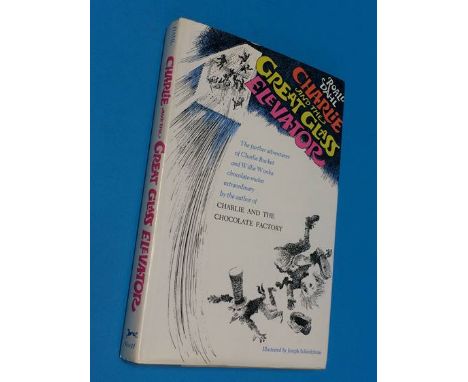 ROALD
DAHL
CHARLIE
AND THE
GREAT GLASS
ELEVATOR
The further adventures
of Charlie Bucket
and Willy Wonka
chocolate-maker
extraordinary
by the author of
CHARLIE AND THE
CHOCOLATE FACTORY
Illustrated by Joseph Schindelman
CHARLIE AND THE GREAT GLASS ELEVATOR